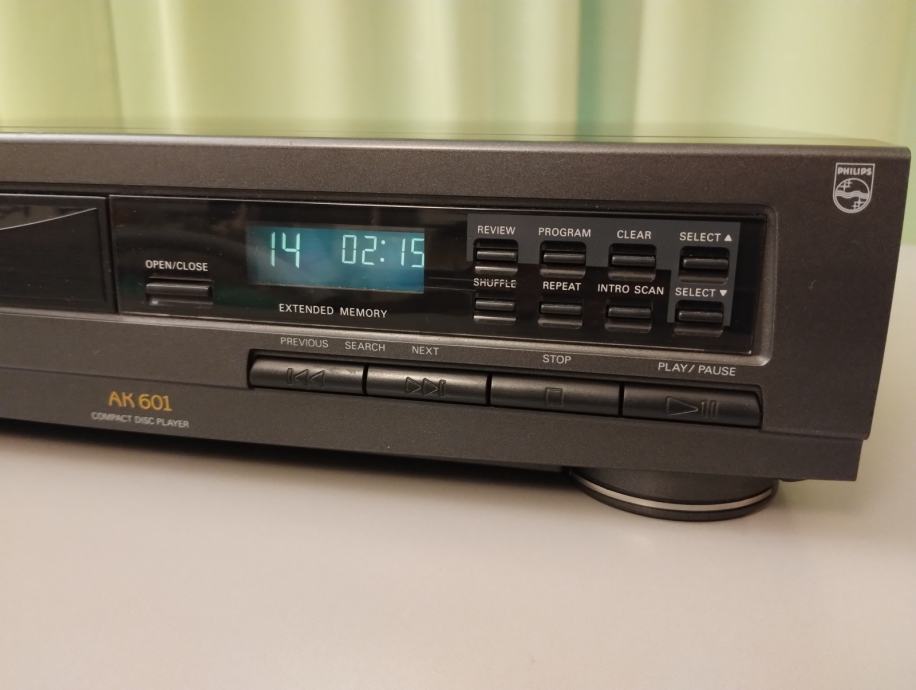 PHILIPS
REVIEW PROGRAM CLEAR SELECT ▲
14 02:15
OPEN/CLOSE
SHUFFLE REPEAT INTRO SCAN SELECT ▼
EXTENDED MEMORY
PREVIOUS SEARCH NEXT STOP PLAY/PAUSE
AK 601
COMPACT DISC PLAYER